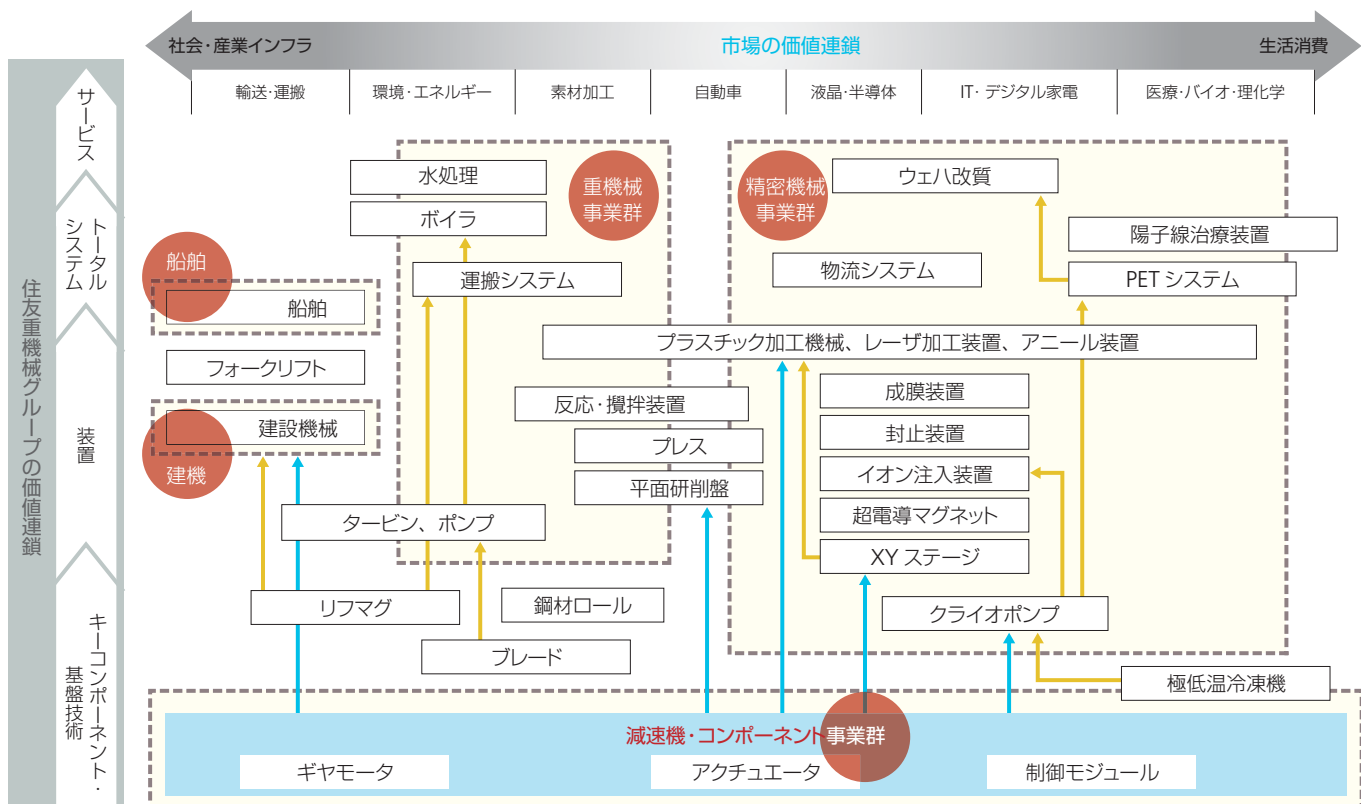 社会・産業インフラ
市場の価値連鎖
生活消費
輸送・運搬
環境・エネルギー
素材加工
自動車
液晶・半導体
IT・デジタル家電
医療・バイオ・理化学
住友重機械グループの価値連鎖
サービス
トータル
システム
装置
キーコンポーネント・
基盤技術
水処理
ボイラ
重機械
事業群
精密機械
事業群
ウェハ改質
陽子線治療装置
船舶
船舶
運搬システム
物流システム
PET システム
プラスチック加工機械、レーザ加工装置、アニール装置
フォークリフト
反応・攪拌装置
成膜装置
建設機械
建機
プレス
封止装置
平面研削盤
イオン注入装置
タービン、ポンプ
超電導マグネット
XY ステージ
リフマグ
鋼材ロール
クライオポンプ
ブレード
極低温冷凍機
減速機・コンポーネント事業群
ギヤモータ
アクチュエータ
制御モジュール